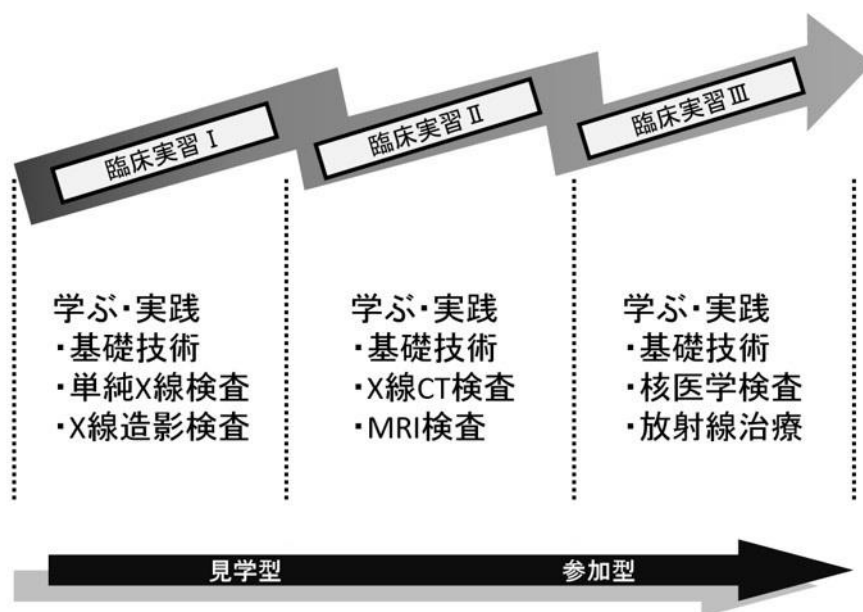 臨床実習Ⅰ
臨床実習Ⅱ
臨床実習Ⅲ
学ぶ・実践
・基礎技術
・単純X線検査
・X線造影検査
学ぶ・実践
・基礎技術
・X線CT検査
・MRI検査
学ぶ・実践
・基礎技術
・核医学検査
・放射線治療
見学型
参加型